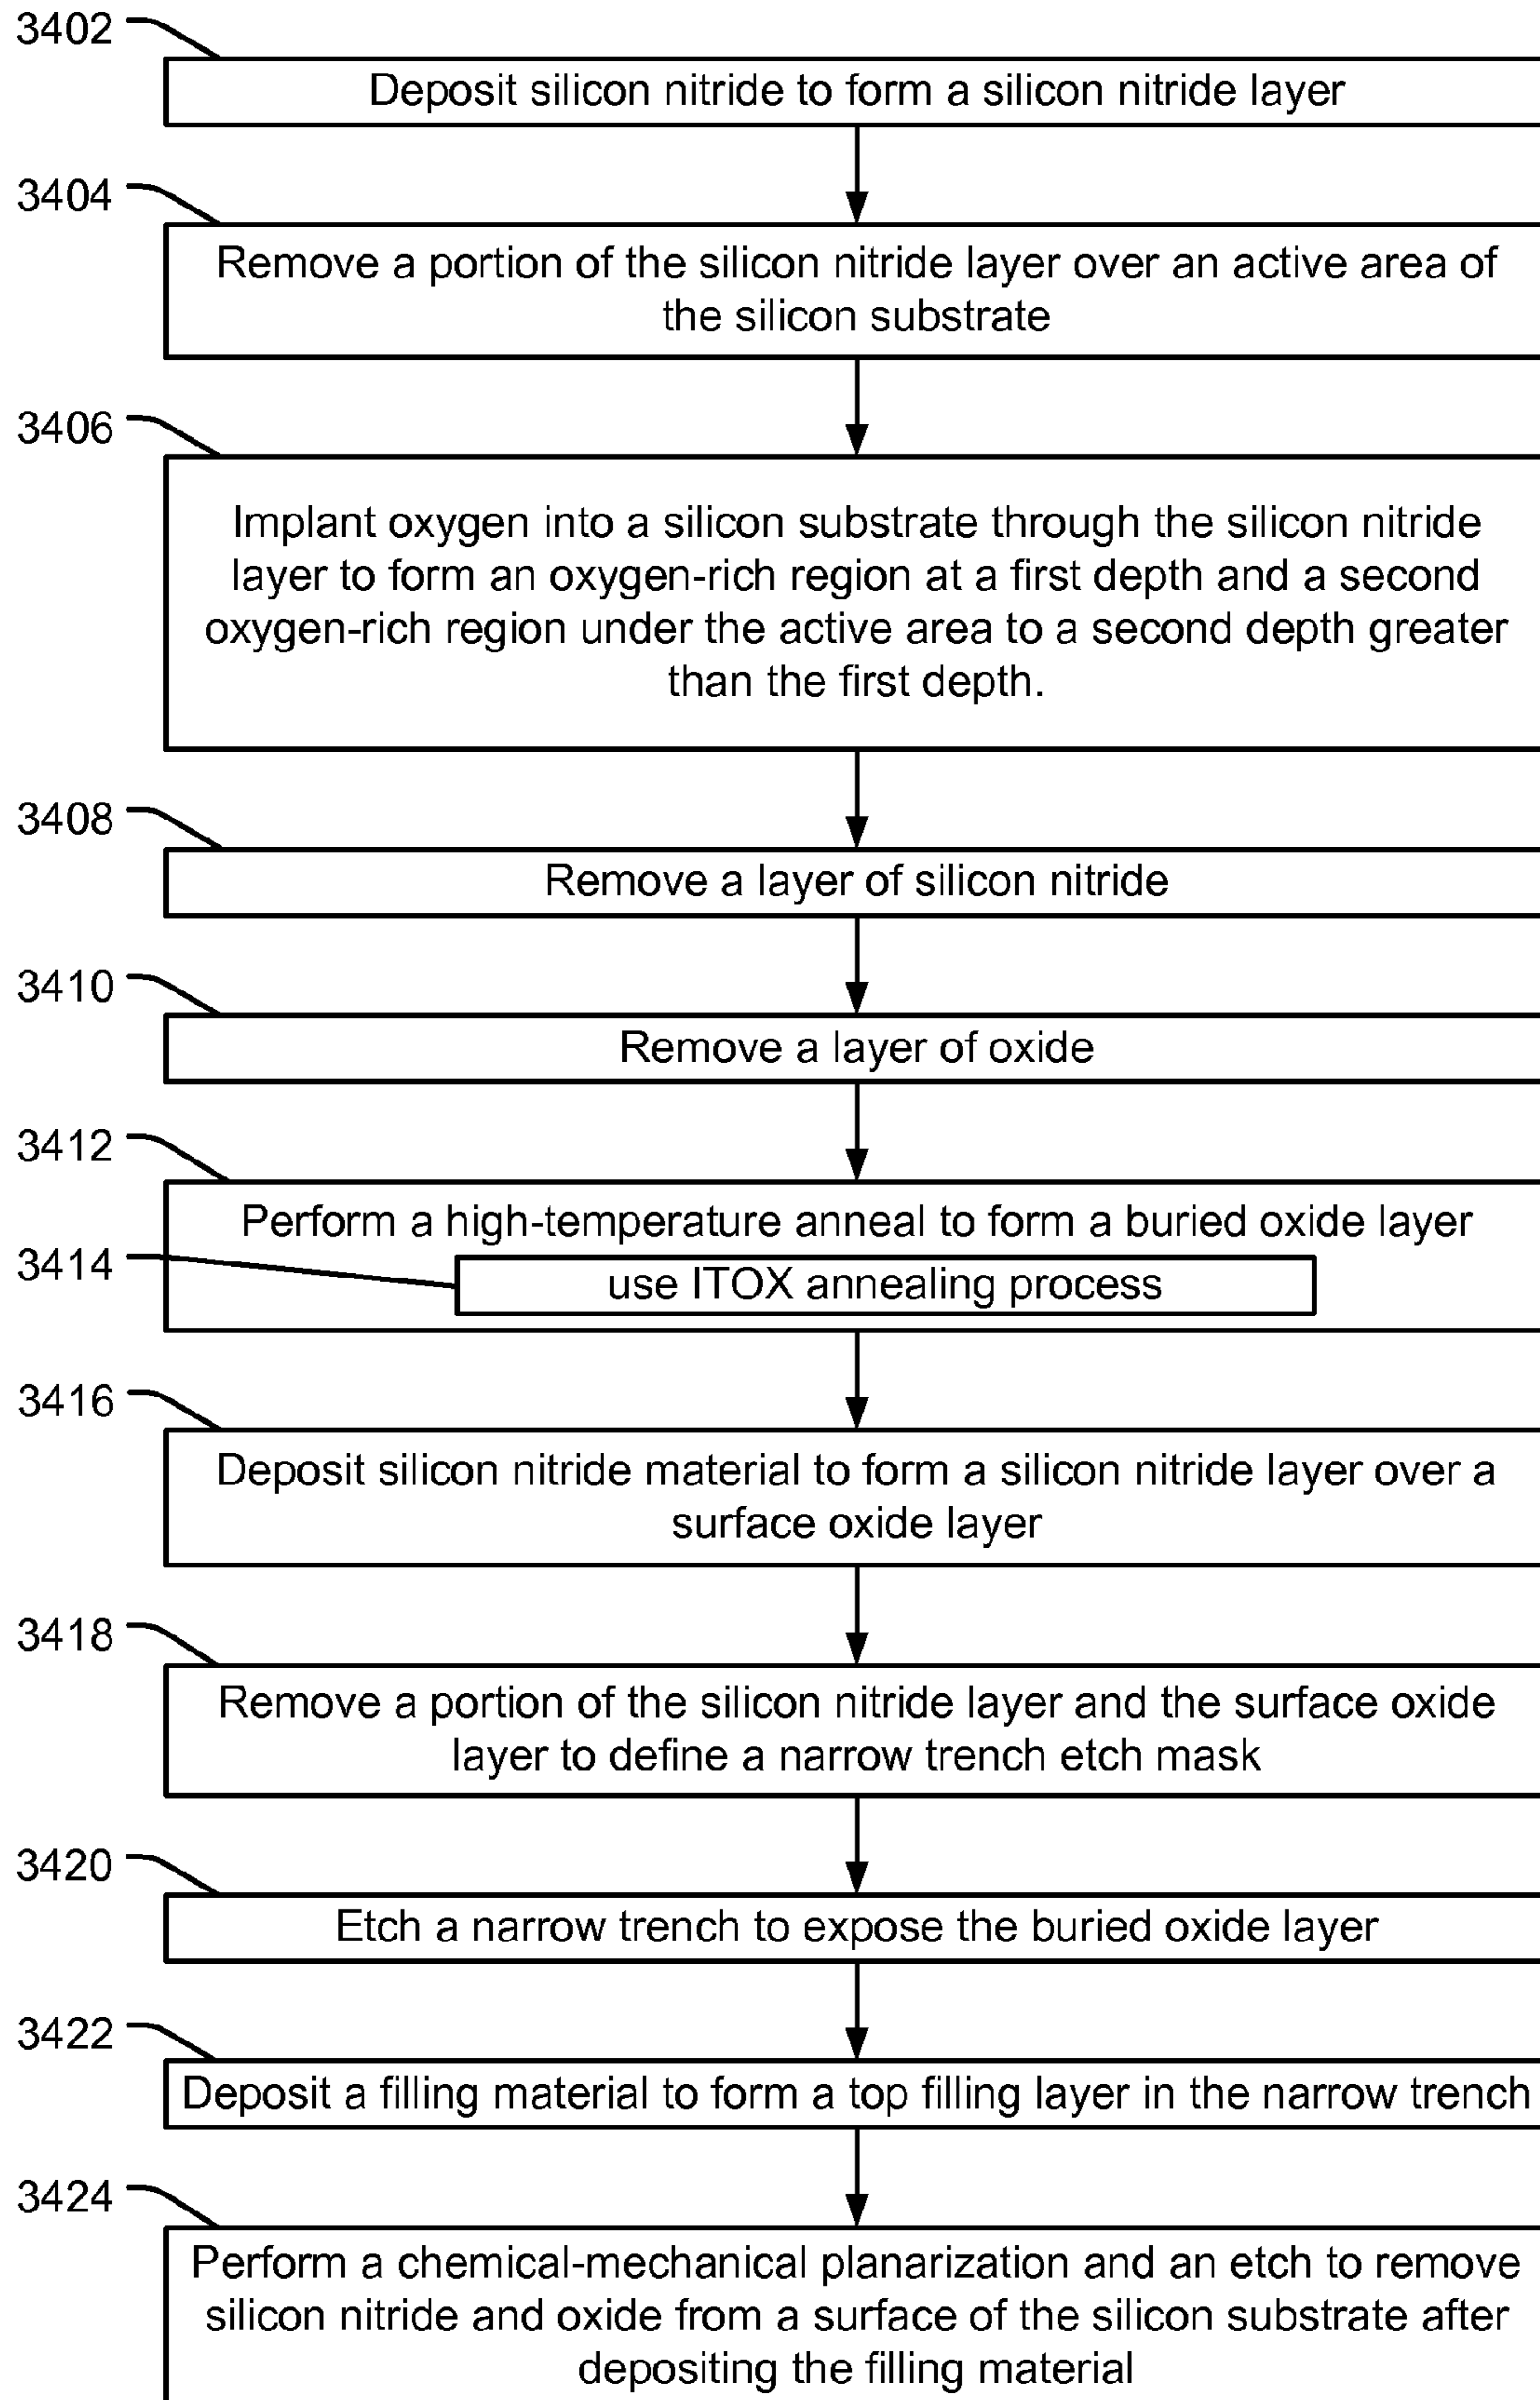 3402
Deposit silicon nitride to form a silicon nitride layer
3404
Remove a portion of the silicon nitride layer over an active area of
the silicon substrate
3406
Implant oxygen into a silicon substrate through the silicon nitride
layer to form an oxygen-rich region at a first depth and a second
oxygen-rich region under the active area to a second depth greater
than the first depth.
3408
Remove a layer of silicon nitride
3410
Remove a layer of oxide
3412
Perform a high-temperature anneal to form a buried oxide layer
3414
use ITOX annealing process
3416
Deposit silicon nitride material to form a silicon nitride layer over a
surface oxide layer
3418
Remove a portion of the silicon nitride layer and the surface oxide
layer to define a narrow trench etch mask
3420
Etch a narrow trench to expose the buried oxide layer
3422
Deposit a filling material to form a top filling layer in the narrow trench
3424
Perform a chemical-mechanical planarization and an etch to remove
silicon nitride and oxide from a surface of the silicon substrate after
depositing the filling material